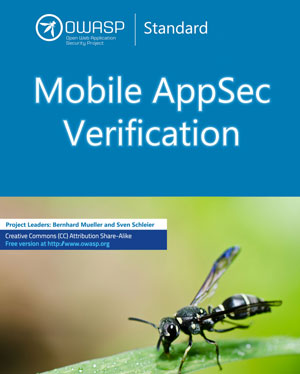 OWASP
Open Web Application
Security Project
Standard
Mobile AppSec
Verification
Project Leaders: Bernhard Mueller and Sven Schleier
Creative Commons (CC) Attribution Share-Alike
Free version at http://www.owasp.org